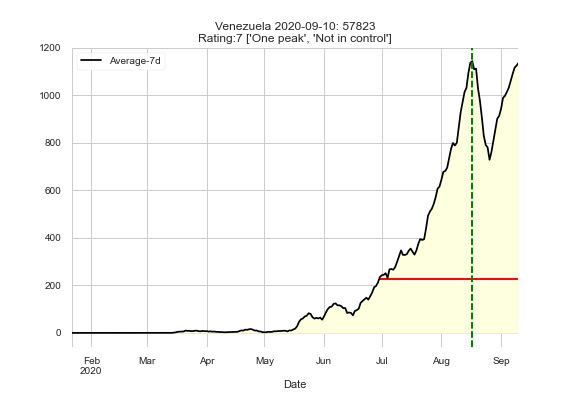 Venezuela 2020-09-10: 57823
Rating:7 ['One peak', 'Not in control']
1200
Average-7d
1000
800
600
400
200
0
Feb Mar Apr May Jun Jul Aug Sep
2020
Date